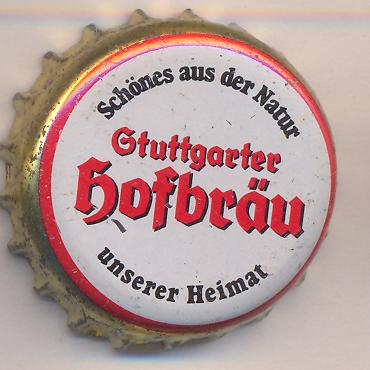 Schönes aus der Natur
Stuttgarter
Hofbräu
unserer Heimat